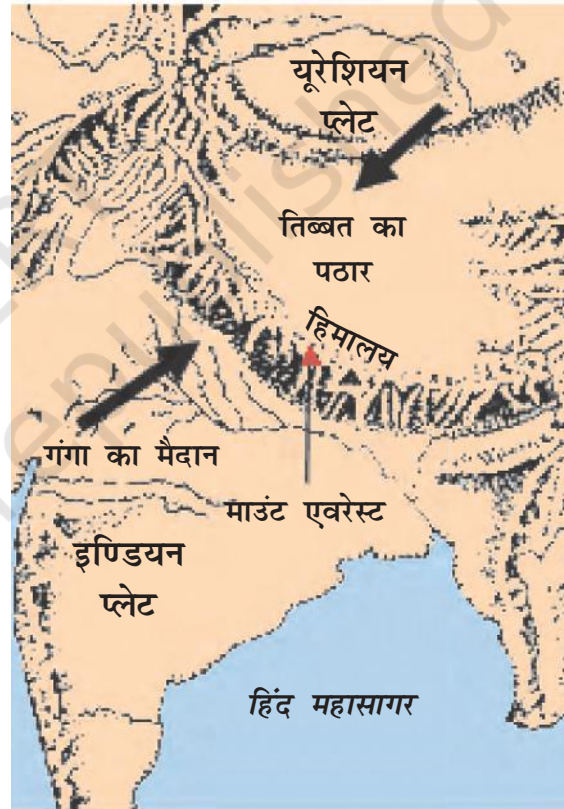 यूरेशियन
प्लेट
तिब्बत का
पठार
हिमालय
गंगा का मैदान
माउंट एवरेस्ट
इण्डियन
प्लेट
हिंद महासागर